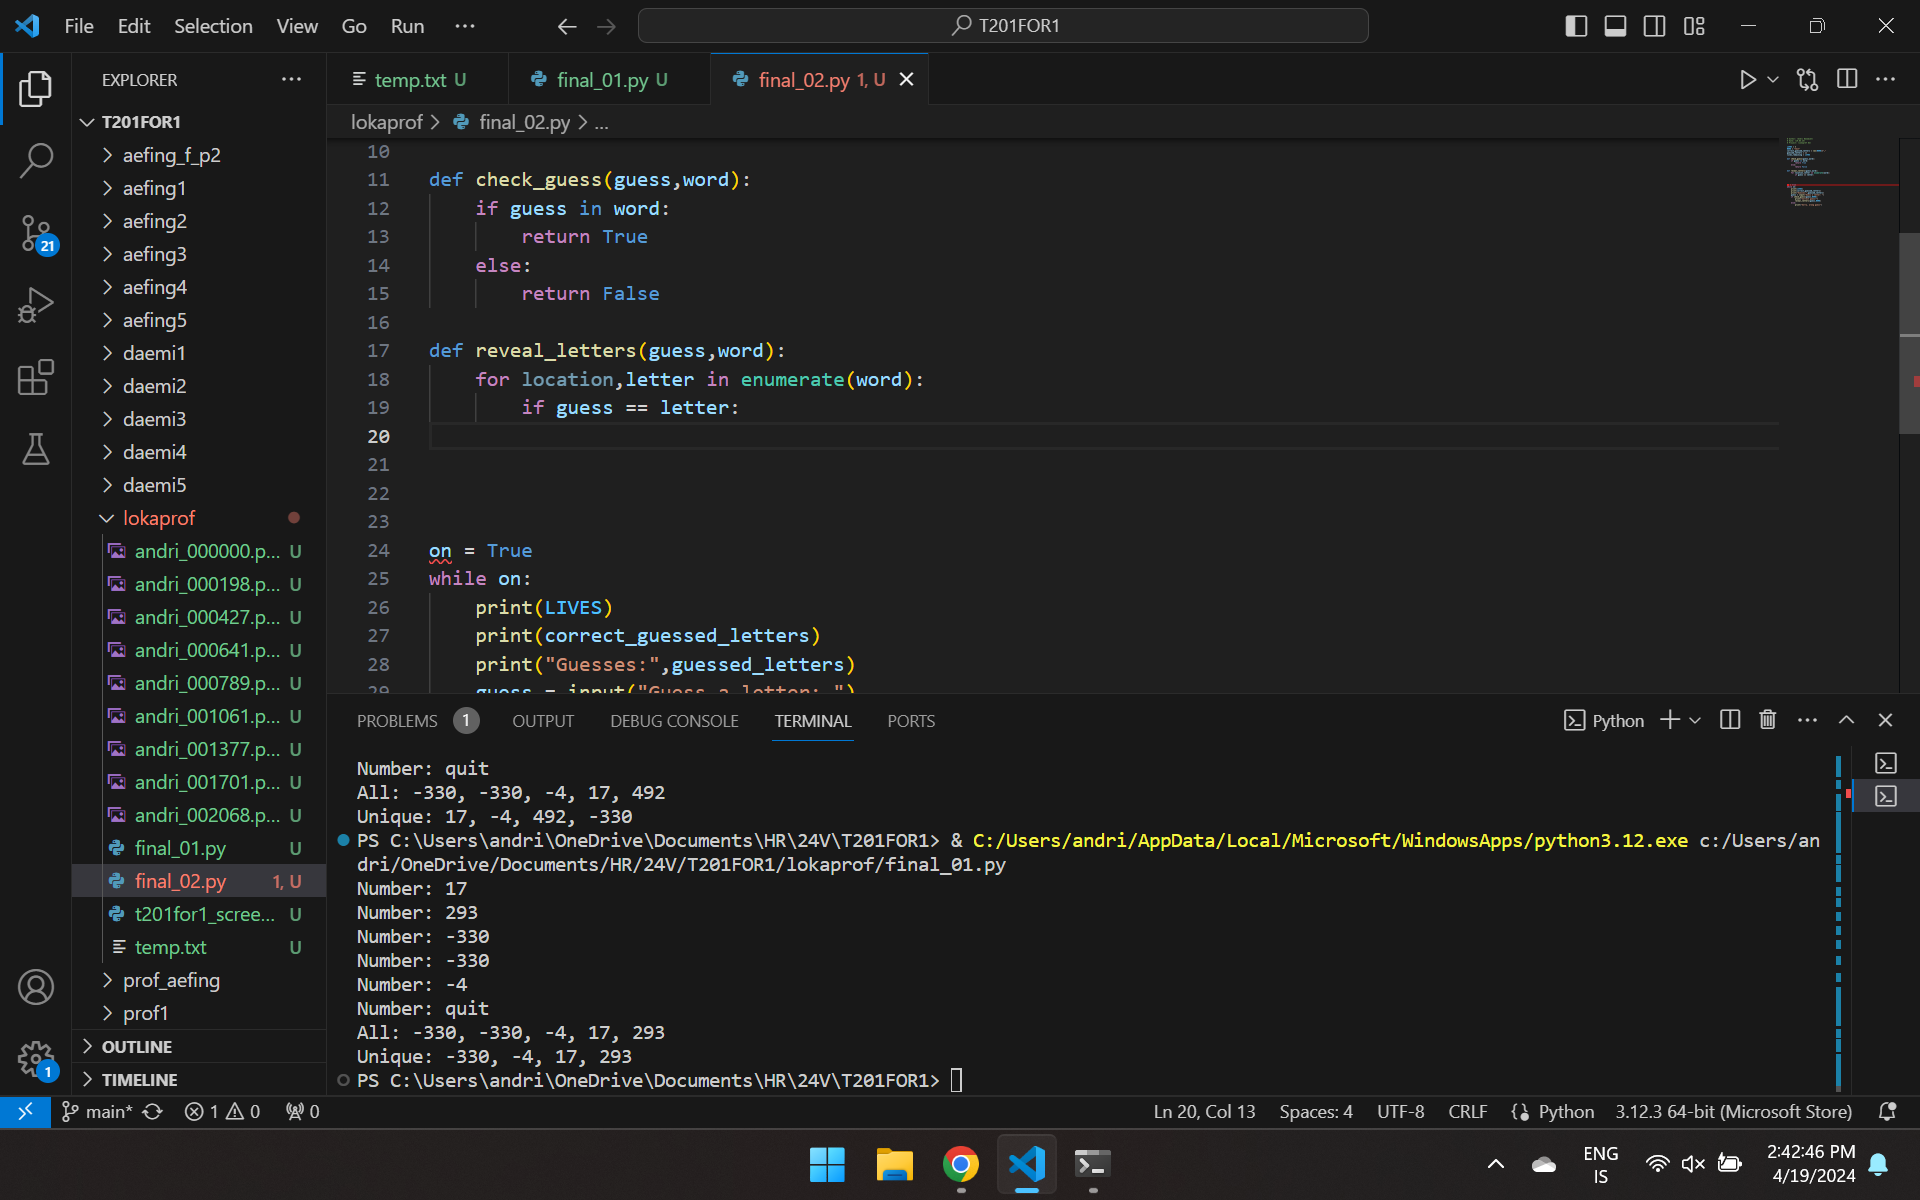 File Edit Selection View Go Run
T201FOR1
EXPLORER
T201FOR1
aefing_f_p2
aefing1
aefing2
aefing3
aefing4
aefing5
daemi1
daemi2
daemi3
daemi4
daemi5
lokaprof
andri_000000.p... U
andri_000198.p... U
andri_000427.p... U
andri_000641.p... U
andri_000789.p... U
andri_001061.p... U
andri_001377.p... U
andri_001701.p... U
andri_002068.p... U
final_01.py U
final_02.py 1, U
t201for1_scree... U
temp.txt U
prof_aefing
prof1
OUTLINE
TIMELINE
21
1
temp.txt U final_01.py U final_02.py 1, U
lokaprof > final_02.py > ...
10
11 def check_guess(guess,word):
12 if guess in word:
13 return True
14 else:
15 return False
16
17 def reveal_letters(guess,word):
18 for location,letter in enumerate(word):
19 if guess == letter:
20
21
22
23
24 on = True
25 while on:
26 print(LIVES)
27 print(correct_guessed_letters)
28 print("Guesses:",guessed_letters)
29 guess = input("Guess a letter: ")
PROBLEMS 1 OUTPUT DEBUG CONSOLE TERMINAL PORTS
Python
Number: quit
All: -330, -330, -4, 17, 492
Unique: 17, -4, 492, -330
PS C:\Users\andri\OneDrive\Documents\HR\24V\T201FOR1> & C:/Users/andri/AppData/Local/Microsoft/WindowsApps/python3.12.exe c:/Users/an
dri/OneDrive/Documents/HR/24V/T201FOR1/lokaprof/final_01.py
Number: 17
Number: 293
Number: -330
Number: -330
Number: -4
Number: quit
All: -330, -330, -4, 17, 293
Unique: -330, -4, 17, 293
PS C:\Users\andri\OneDrive\Documents\HR\24V\T201FOR1>
main* 1 0 0
Ln 20, Col 13 Spaces: 4 UTF-8 CRLF Python 3.12.3 64-bit (Microsoft Store)
ENG
IS
2:42:46 PM
4/19/2024